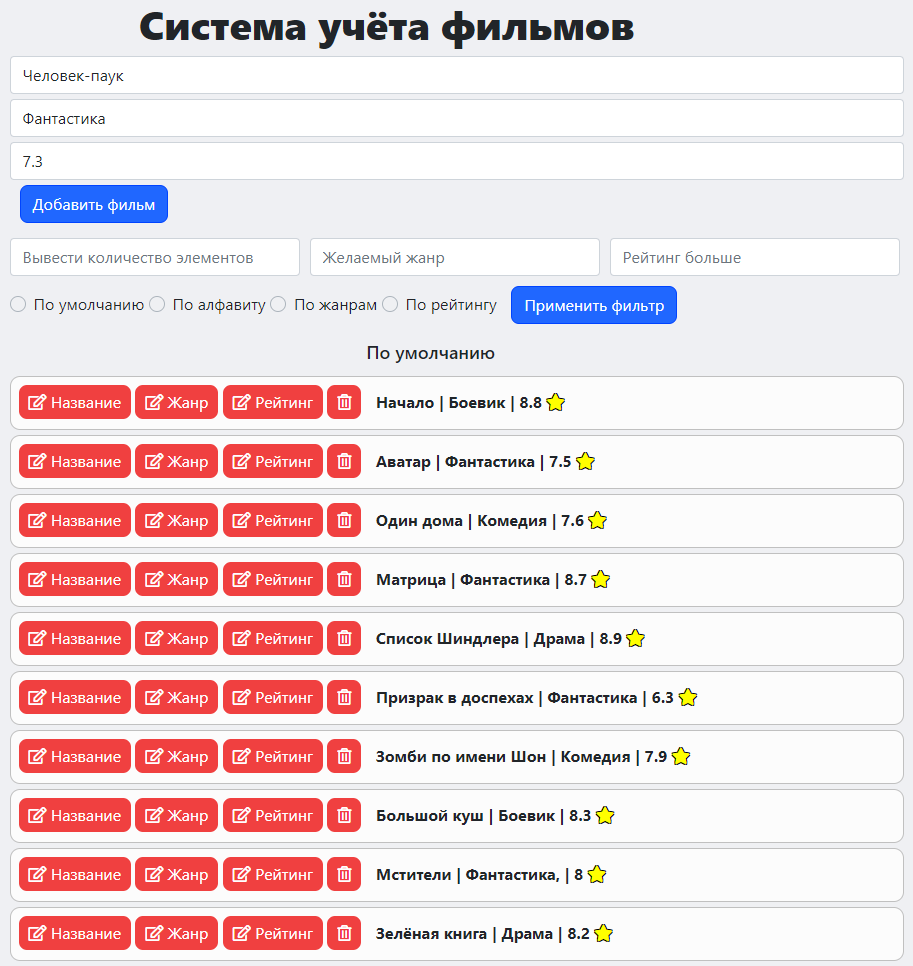 Система учёта фильмов
Человек-паук
Фантастика
7.3
Добавить фильм
Вывести количество элементов Желаемый жанр Рейтинг больше
По умолчанию По алфавиту По жанрам По рейтингу Применить фильтр
По умолчанию
Название Жанр Рейтинг Начало | Боевик | 8.8
Название Жанр Рейтинг Аватар | Фантастика | 7.5
Название Жанр Рейтинг Один дома | Комедия | 7.6
Название Жанр Рейтинг Матрица | Фантастика | 8.7
Название Жанр Рейтинг Список Шиндлера | Драма | 8.9
Название Жанр Рейтинг Призрак в доспехах | Фантастика | 6.3
Название Жанр Рейтинг Зомби по имени Шон | Комедия | 7.9
Название Жанр Рейтинг Большой куш | Боевик | 8.3
Название Жанр Рейтинг Мстители | Фантастика, | 8
Название Жанр Рейтинг Зелёная книга | Драма | 8.2